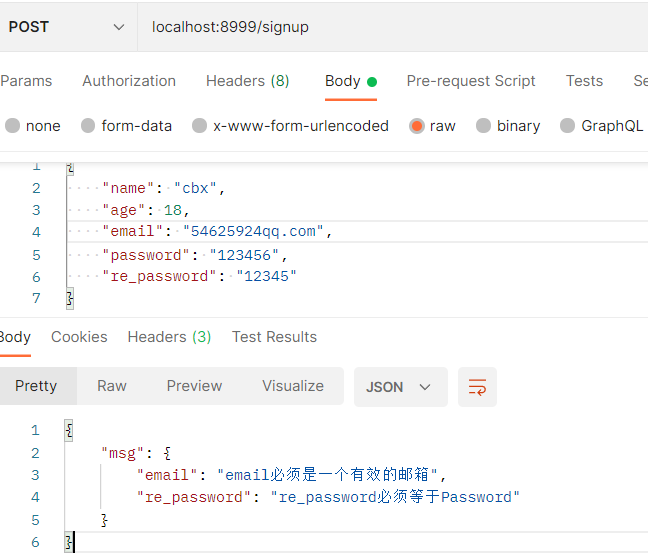 POST localhost:8999/signup
Params Authorization Headers (8) Body Pre-request Script Tests Se
none form-data x-www-form-urlencoded raw binary GraphQL
1 {
2 "name": "cbx",
3 "age": 18,
4 "email": "54625924qq.com",
5 "password": "123456",
6 "re_password": "12345"
7 }
Body Cookies Headers (3) Test Results
Pretty Raw Preview Visualize JSON
1 {
2 "msg": {
3 "email": "email必须是一个有效的邮箱",
4 "re_password": "re_password必须等于Password"
5 }
6 }